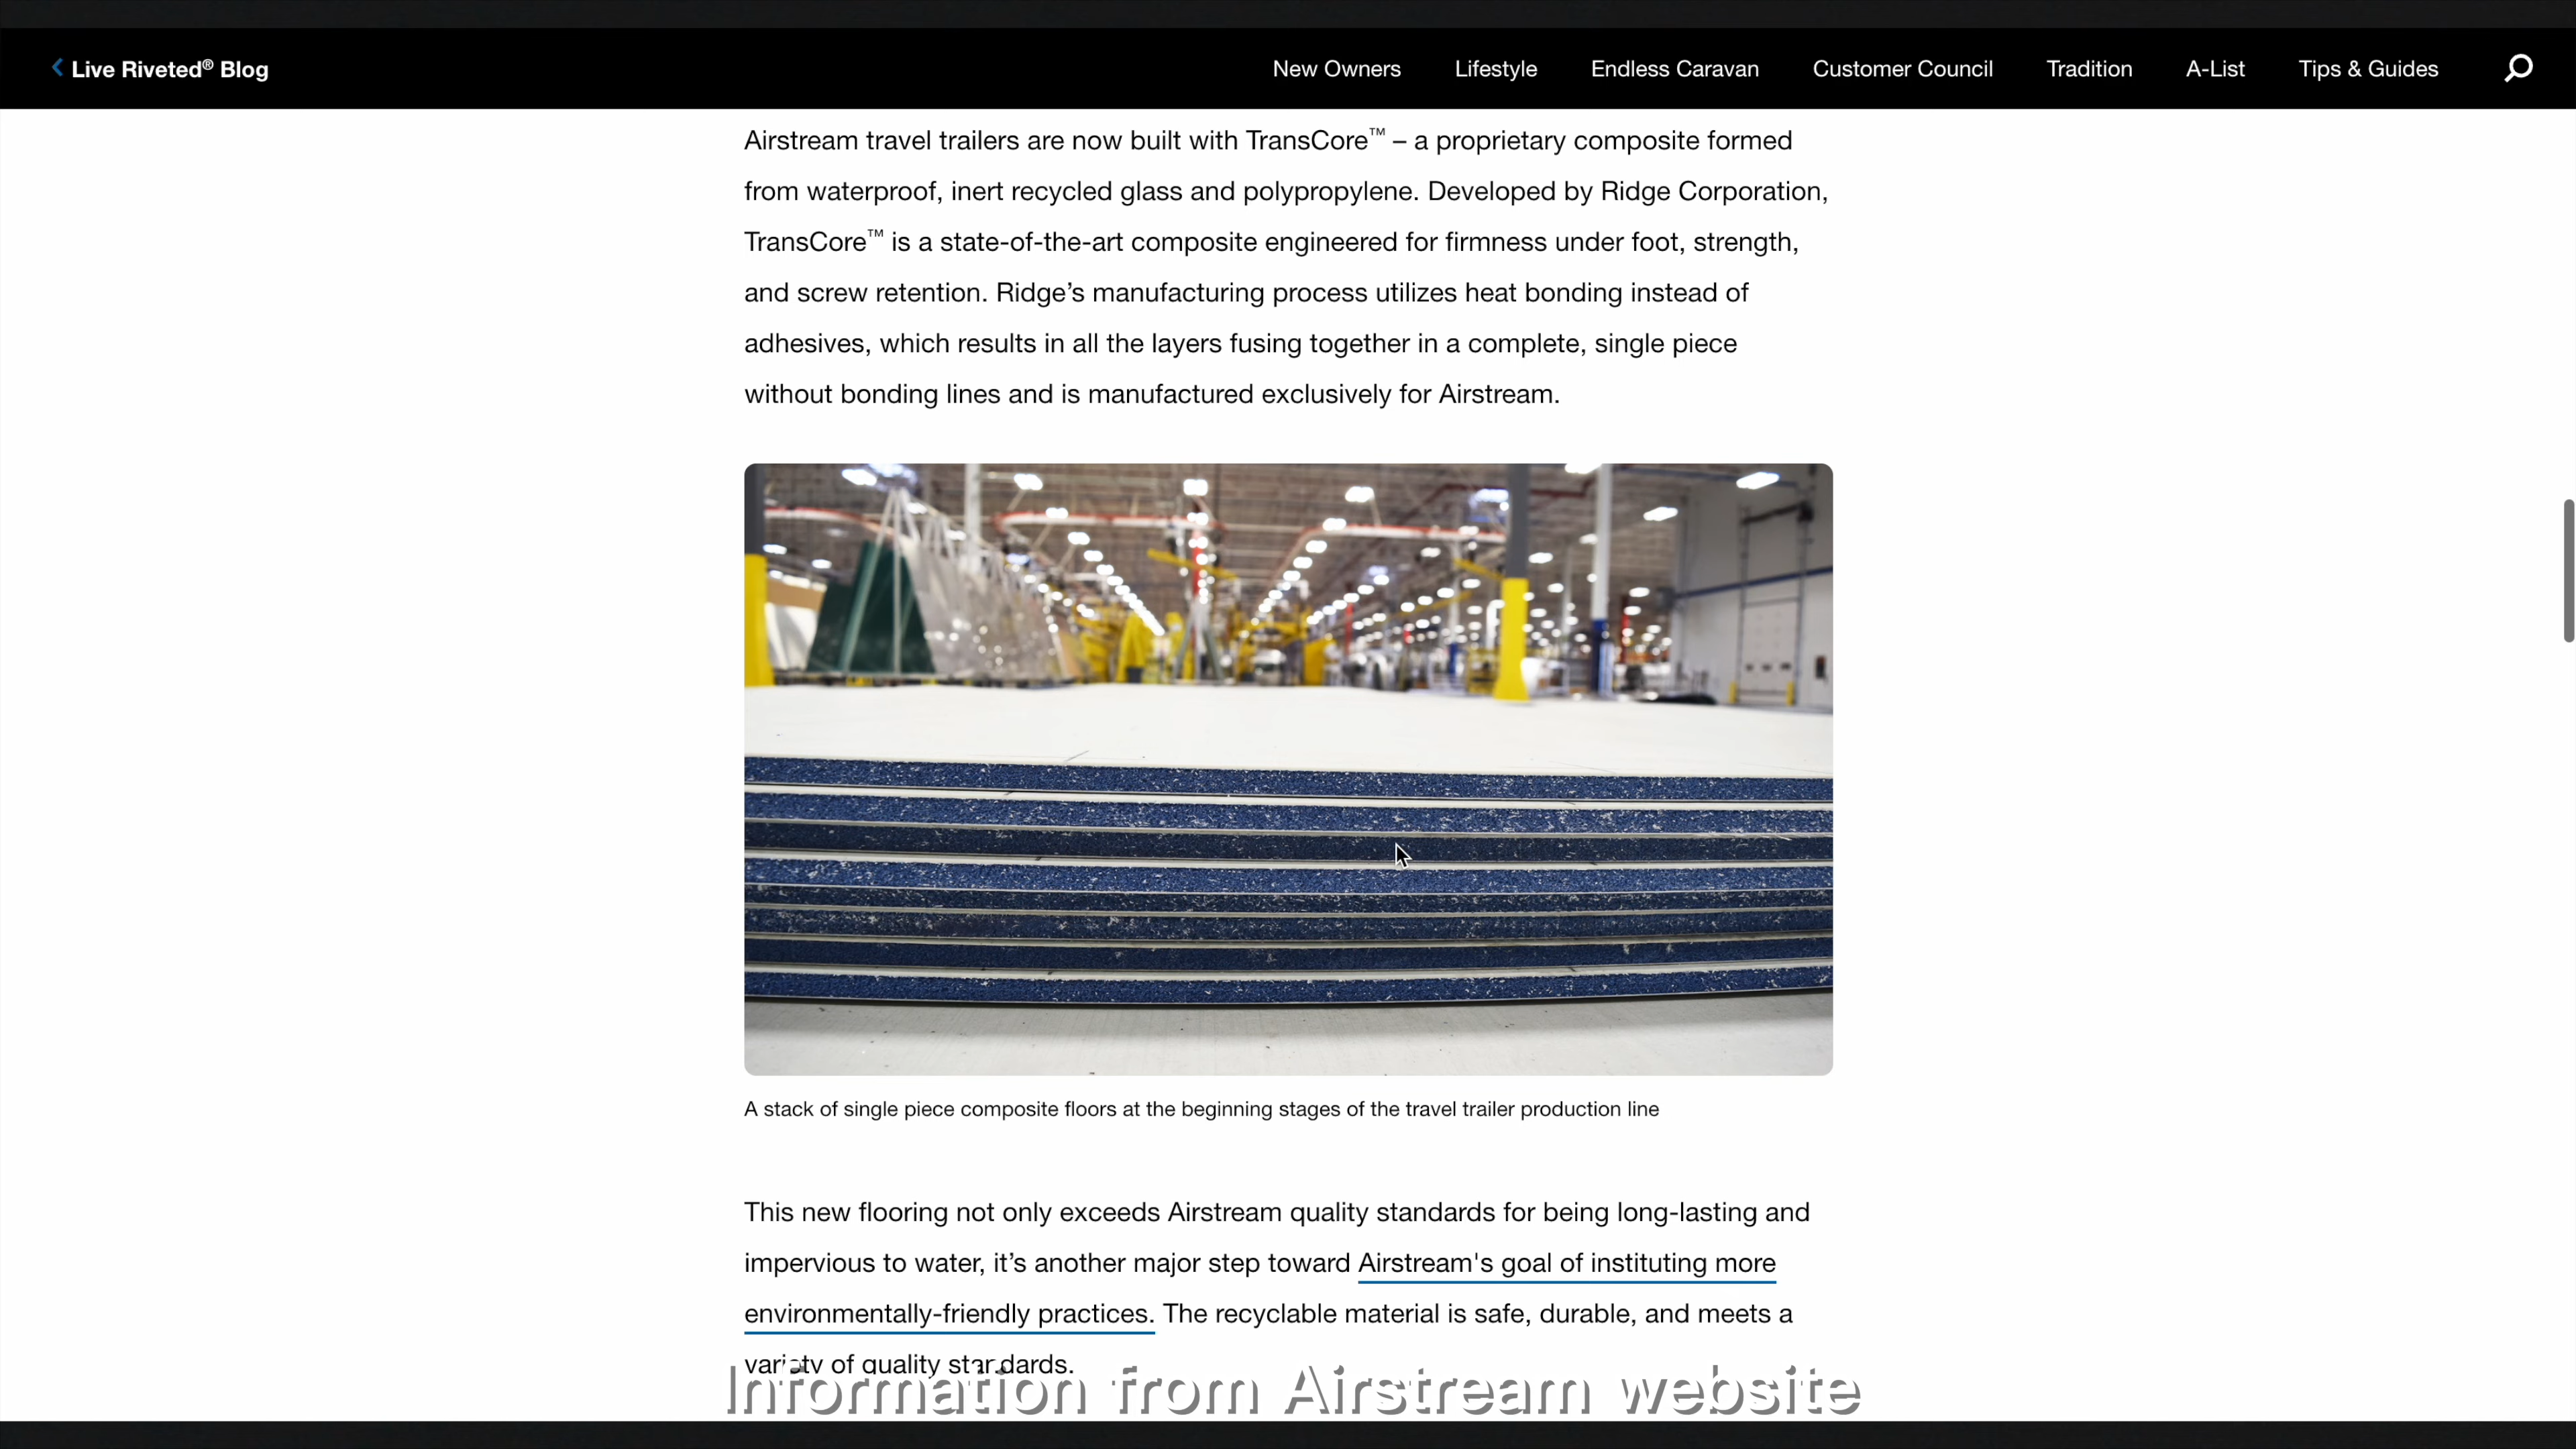 Live Riveted® Blog
New Owners
Lifestyle
Endless Caravan
Customer Council
Tradition
A-List
Tips & Guides
Airstream travel trailers are now built with TransCore™ – a proprietary composite formed
from waterproof, inert recycled glass and polypropylene. Developed by Ridge Corporation,
TransCore™ is a state-of-the-art composite engineered for firmness under foot, strength,
and screw retention. Ridge’s manufacturing process utilizes heat bonding instead of
adhesives, which results in all the layers fusing together in a complete, single piece
without bonding lines and is manufactured exclusively for Airstream.
A stack of single piece composite floors at the beginning stages of the travel trailer production line
This new flooring not only exceeds Airstream quality standards for being long-lasting and
impervious to water, it’s another major step toward Airstream's goal of instituting more
environmentally-friendly practices. The recyclable material is safe, durable, and meets a
variety of quality standards.
Information from Airstream website